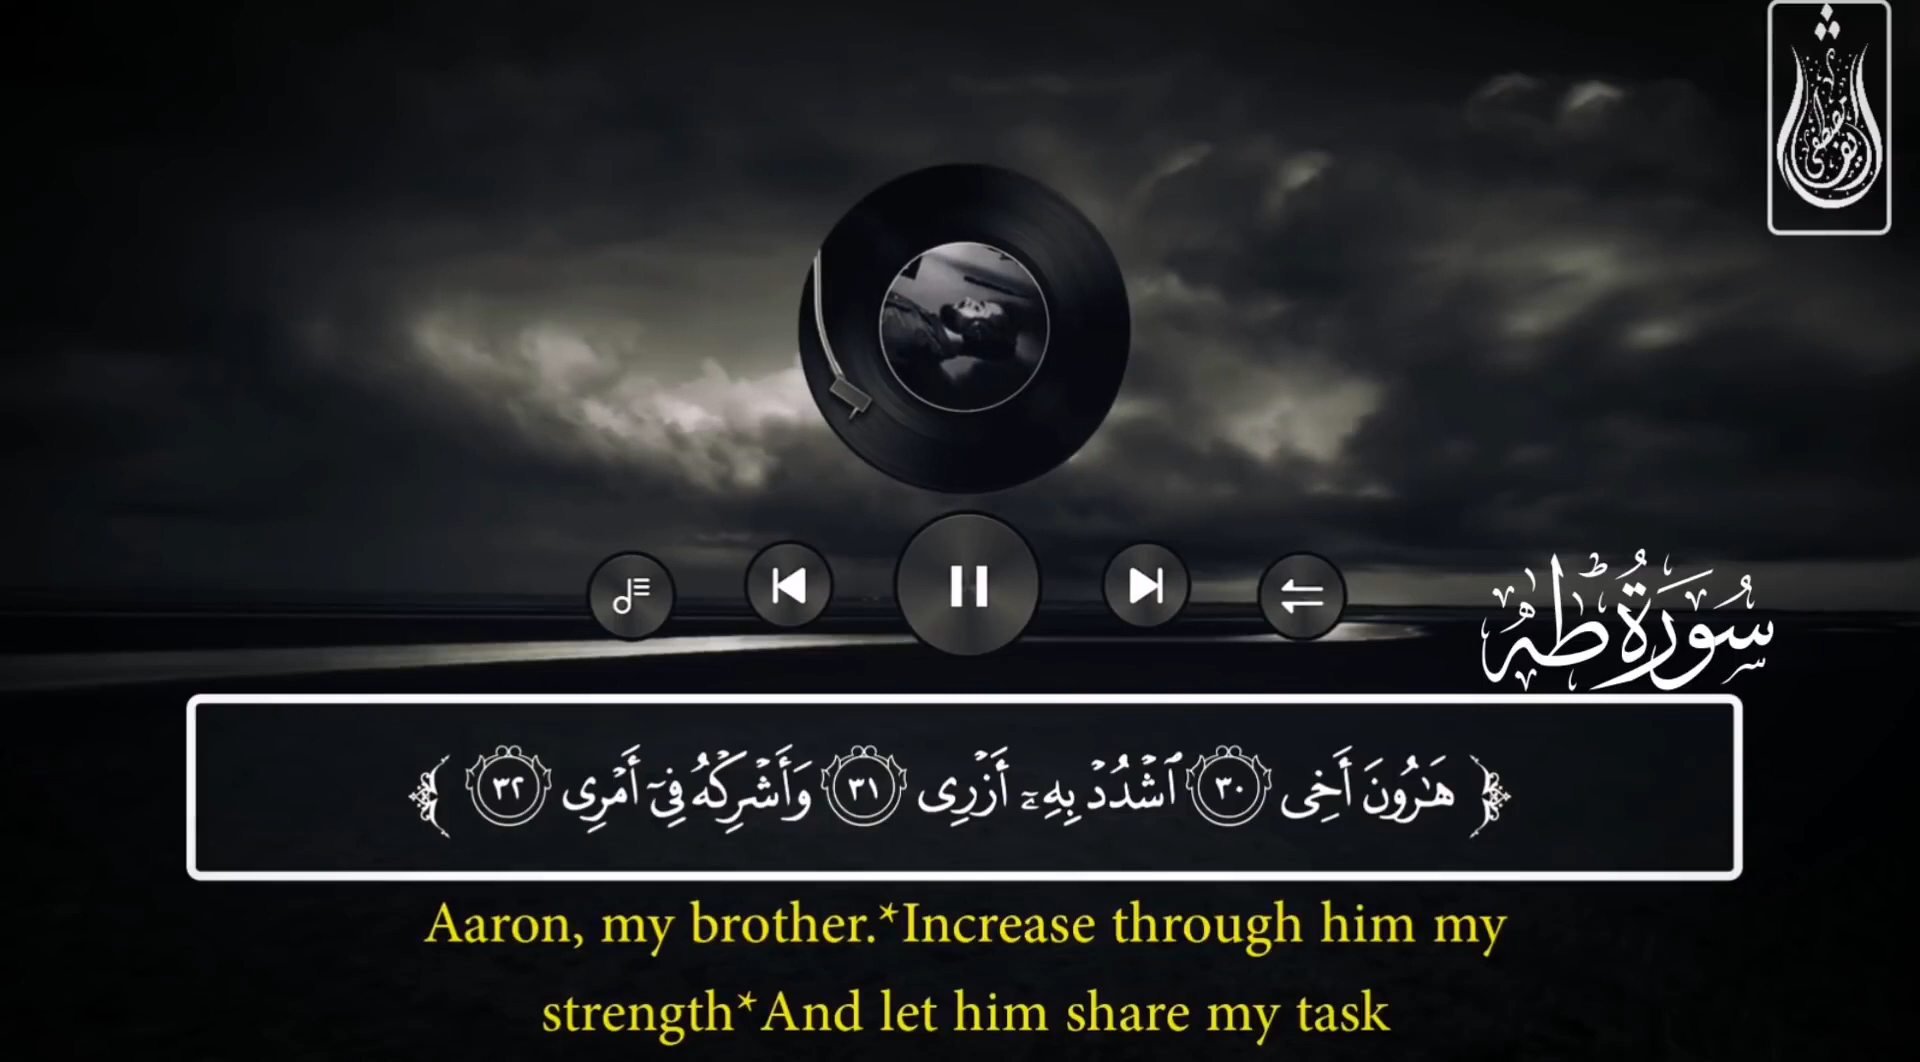 سُورَةُ طه
﴿ هَـٰرُونَ أَخِى ٣٠ ٱشْدُدْ بِهِۦٓ أَزْرِى ٣١ وَأَشْرِكْهُ فِىٓ أَمْرِى ٣٢ ﴾
Aaron, my brother.*Increase through him my
strength*And let him share my task